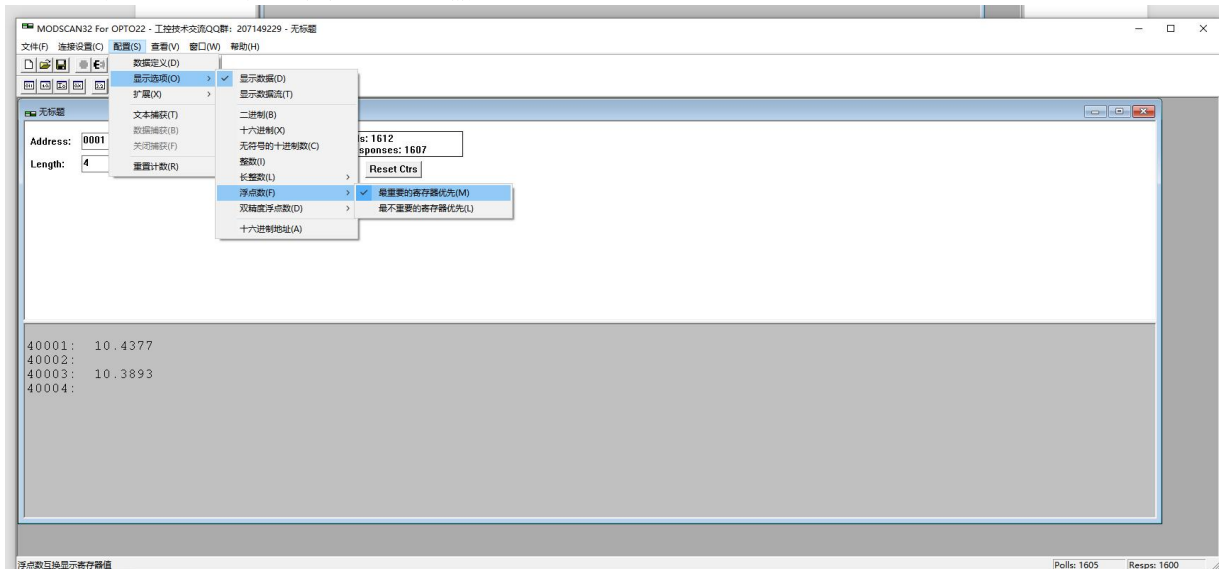 MODSCAN32 For OPTO22 - 工控技术交流QQ群: 207149229 - 无标题
文件(F) 连接设置(C) 配置(S) 查看(V) 窗口(W) 帮助(H)
数据定义(D)
显示选项(O) 显示数据(D)
扩展(X) 显示数据流(T)
无标题 文本捕获(T) 二进制(B)
数据捕获(B) 十六进制(X)
Address: 0001 关闭捕获(F) 无符号的十进制数(C) ls: 1612
sponses: 1607
Length: 4 重置计数(R) 整数(I) Reset Ctrs
长整数(L)
浮点数(F) 最重要的寄存器优先(M)
双精度浮点数(D) 最不重要的寄存器优先(L)
十六进制地址(A)
40001: 10.4377
40002:
40003: 10.3893
40004:
浮点数互换显示寄存器值 Polls: 1605 Resps: 1600